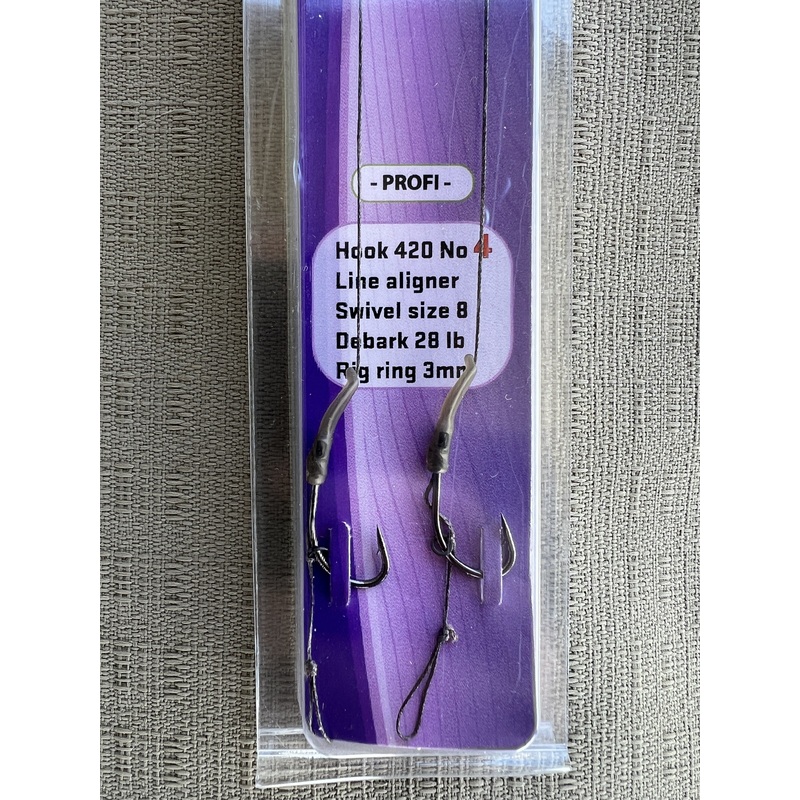 - PROFI -
Hook 420 No 4
Line aligner
Swivel size 8
Debark 28 lb
Rig ring 3mm